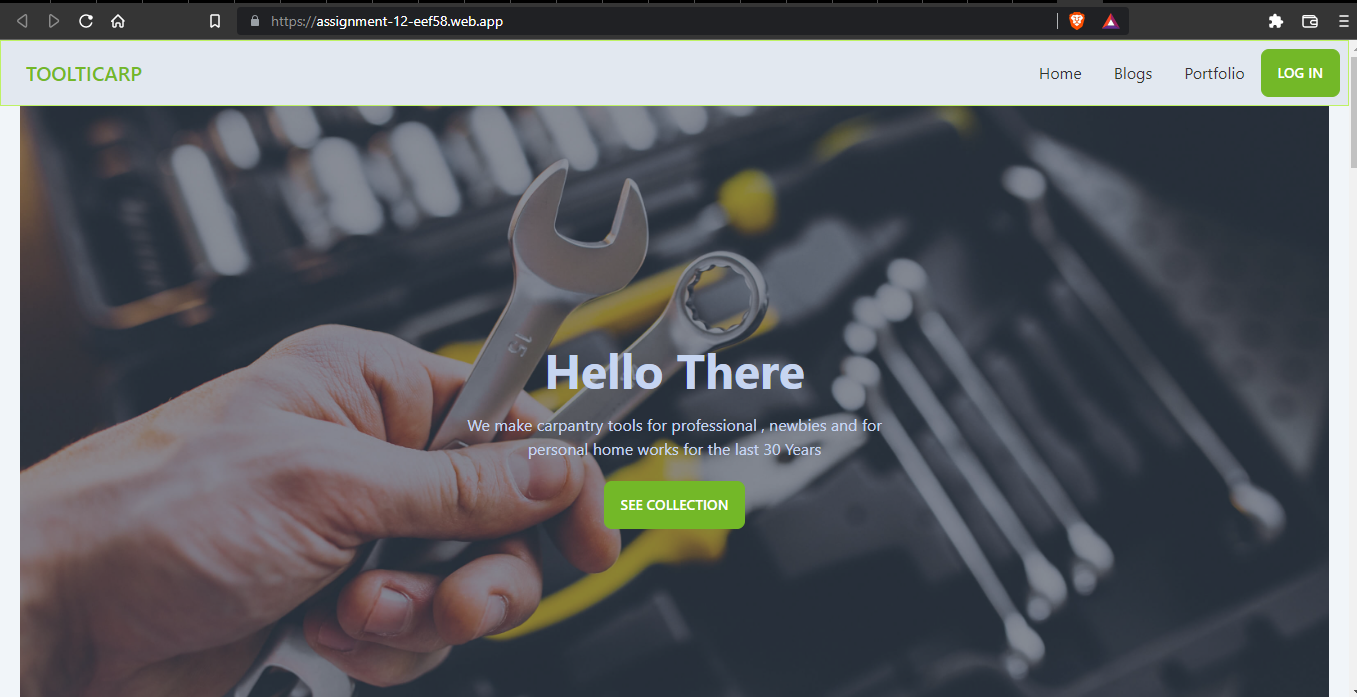 https://assignment-12-eef58.web.app
TOOLTICARP
Home
Blogs
Portfolio
LOG IN
15
Hello There
We make carpantry tools for professional , newbies and for
personal home works for the last 30 Years
SEE COLLECTION